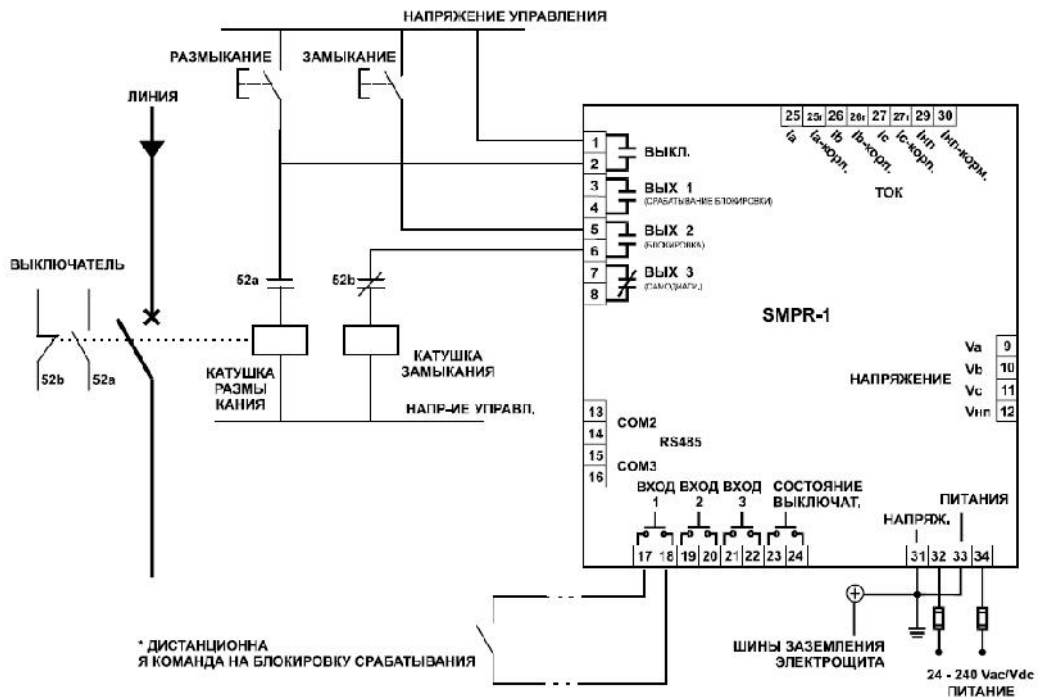 НАПРЯЖЕНИЕ УПРАВЛЕНИЯ
РАЗМЫКАНИЕ
ЗАМЫКАНИЕ
ЛИНИЯ
25 25r 26 26r 27 27r 29 30
Ia
Ia-корп.
Ib
Ib-корп.
Ic
Ic-корп.
Iнп
Iнп-корм.
ТОК
1
2
ВЫКЛ.
3
4
ВЫХ 1
(СРАБАТЫВАНИЕ БЛОКИРОВКИ)
5
6
ВЫХ 2
(БЛОКИРОВКА)
7
8
ВЫХ 3
ВЫКЛЮЧАТЕЛЬ
52a
52b
SMPR-1
52b
52a
КАТУШКА
РАЗМЫ
КАНИЯ
КАТУШКА
ЗАМЫКАНИЯ
НАПР-ИЕ УПРАВЛ.
НАПРЯЖЕНИЕ
Va 9
Vb 10
Vc 11
Vнп 12
13
14
COM2
RS485
15
16
COM3
ВХОД
1
ВХОД
2
ВХОД
3
СОСТОЯНИЕ
ВЫКЛЮЧАТ.
ПИТАНИЯ
НАПРЯЖ.
17 18 19 20 21 22 23 24
31 32 33 34
* ДИСТАНЦИОННА
Я КОМАНДА НА БЛОКИРОВКУ СРАБАТЫВАНИЯ
ШИНЫ ЗАЗЕМЛЕНИЯ
ЭЛЕКТРОЩИТА
24 - 240 Vac/Vdc
ПИТАНИЕ